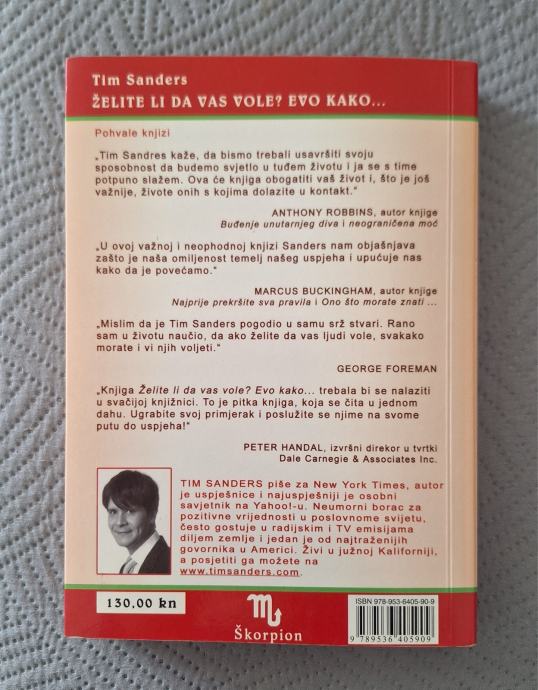 Tim Sanders
ŽELITE LI DA VAS VOLE? EVO KAKO...
Pohvale knjizi
„Tim Sandres kaže, da bismo trebali usavršiti svoju
sposobnost da budemo svjetlo u tuđem životu i ja se s time
potpuno slažem. Ova će knjiga obogatiti vaš život i, što je još
važnije, živote onih s kojima dolazite u kontakt.“
ANTHONY ROBBINS, autor knjige
Buđenje unutarnjeg diva i neograničena moć
„U ovoj važnoj i neophodnoj knjizi Sanders nam objašnjava
zašto je naša omiljenost temelj našeg uspjeha i upućuje nas
kako da je povećamo.“
MARCUS BUCKINGHAM, autor knjige
Najprije prekršite sva pravila i Ono što morate znati ...
„Mislim da je Tim Sanders pogodio u samu srž stvari. Rano
sam u životu naučio, da ako želite da vas ljudi vole, svakako
morate i vi njih voljeti.“
GEORGE FOREMAN
„Knjiga Želite li da vas vole? Evo kako... trebala bi se nalaziti
u svačijoj knjižnici. To je pitka knjiga, koja se čita u jednom
dahu. Ugrabite svoj primjerak i poslužite se njime na svome
putu do uspjeha!“
PETER HANDAL, izvršni direkor u tvrtki
Dale Carnegie & Associates Inc.
TIM SANDERS piše za New York Times, autor
je uspješnice i najuspješniji je osobni
savjetnik na Yahoo!-u. Neumorni borac za
pozitivne vrijednosti u poslovnome svijetu,
često gostuje u radijskim i TV emisijama
diljem zemlje i jedan je od najtraženijih
govornika u Americi. Živi u južnoj Kaliforniji,
a posjetiti ga možete na
www.timsanders.com.
130,00 kn
Škorpion
ISBN 978-953-6405-90-9
9789536405909